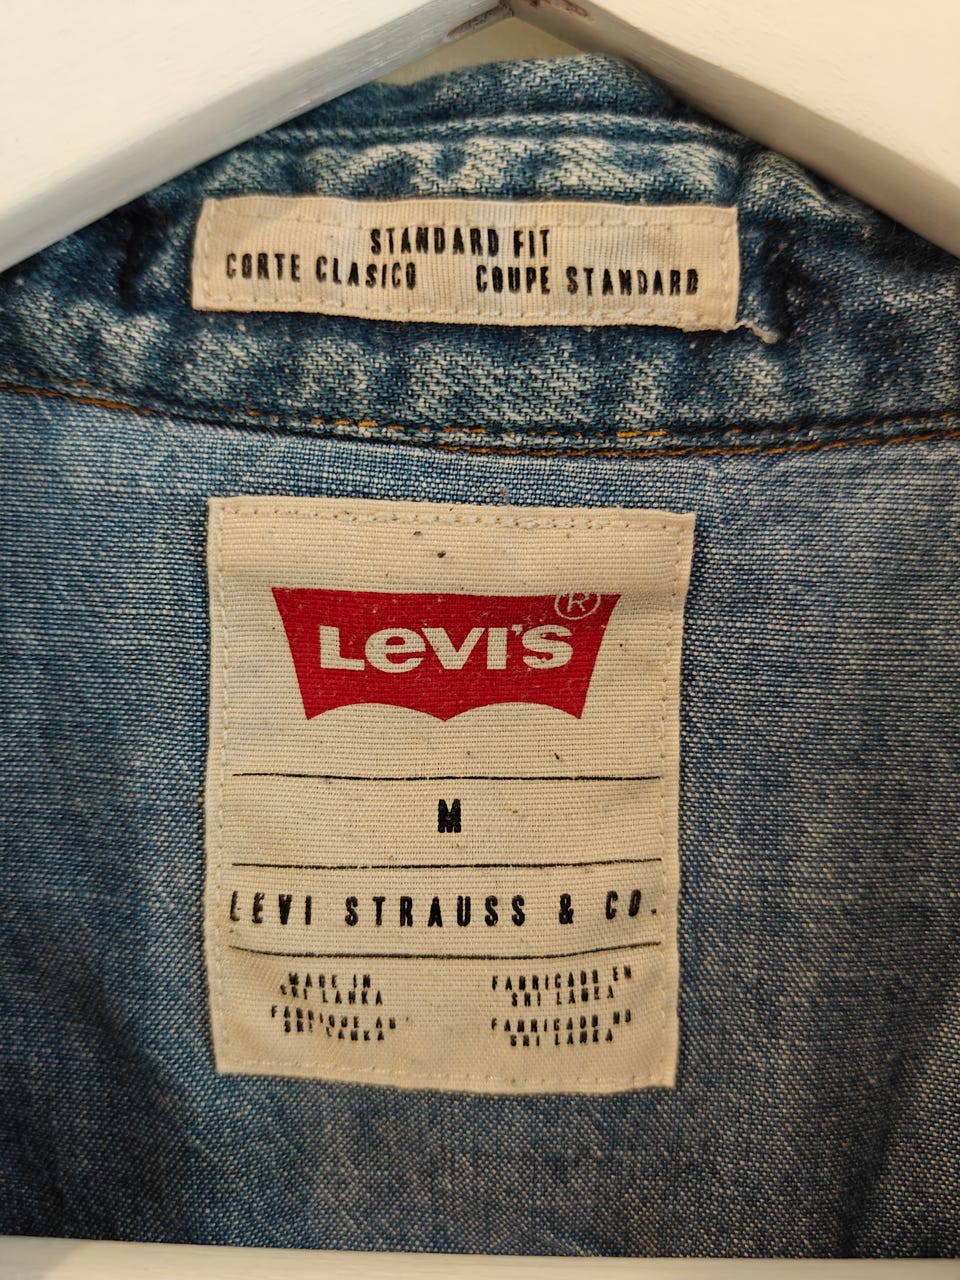 STANDARD FIT
CORTE CLASICO COUPE STANDARD
LEVI'S®
M
LEVI STRAUSS & CO.
MADE IN
SRI LANKA
FABRIQUE AU
SRI LANKA
FABRICADO EN
SRI LANKA
FABRICADO NO
SRI LANKA